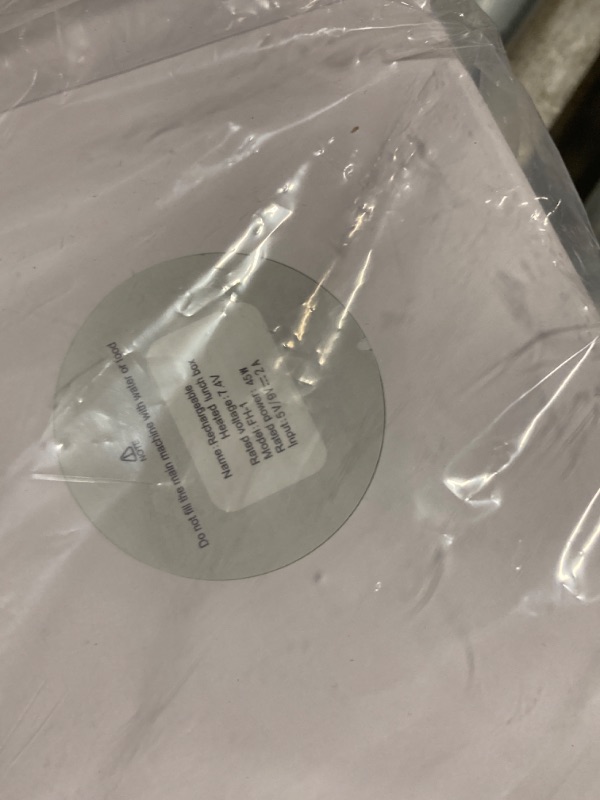 Do not fill the main machine with water or food
NOTE
Name: Rechargeable
Heated lunch box
Rated voltage: 7.4V
Model: FH-1
Rated power: 45W
Input: 5V/9V⎓2A